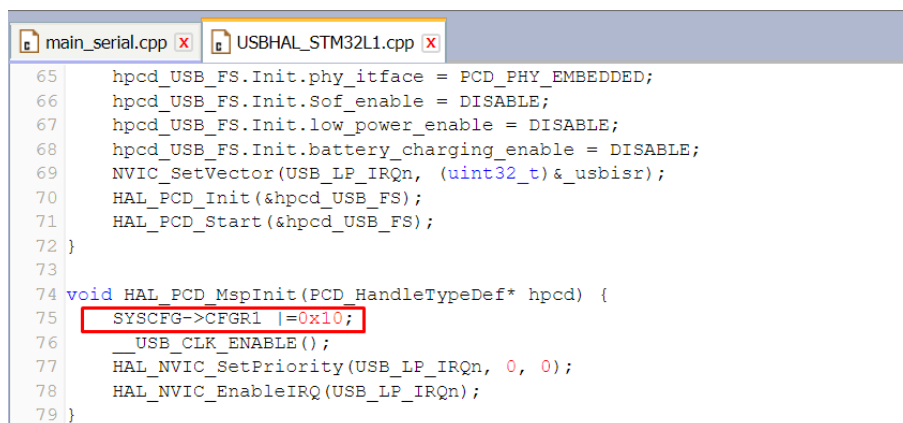 main_serial.cpp USBHAL_STM32L1.cpp
65 hpcd_USB_FS.Init.phy_itface = PCD_PHY_EMBEDDED;
66 hpcd_USB_FS.Init.Sof_enable = DISABLE;
67 hpcd_USB_FS.Init.low_power_enable = DISABLE;
68 hpcd_USB_FS.Init.battery_charging_enable = DISABLE;
69 NVIC_SetVector(USB_LP_IRQn, (uint32_t)&_usbisr);
70 HAL_PCD_Init(&hpcd_USB_FS);
71 HAL_PCD_Start(&hpcd_USB_FS);
72 }
73
74 void HAL_PCD_MspInit(PCD_HandleTypeDef* hpcd) {
75 SYSCFG->CFGR1 |=0x10;
76 __USB_CLK_ENABLE();
77 HAL_NVIC_SetPriority(USB_LP_IRQn, 0, 0);
78 HAL_NVIC_EnableIRQ(USB_LP_IRQn);
79 }